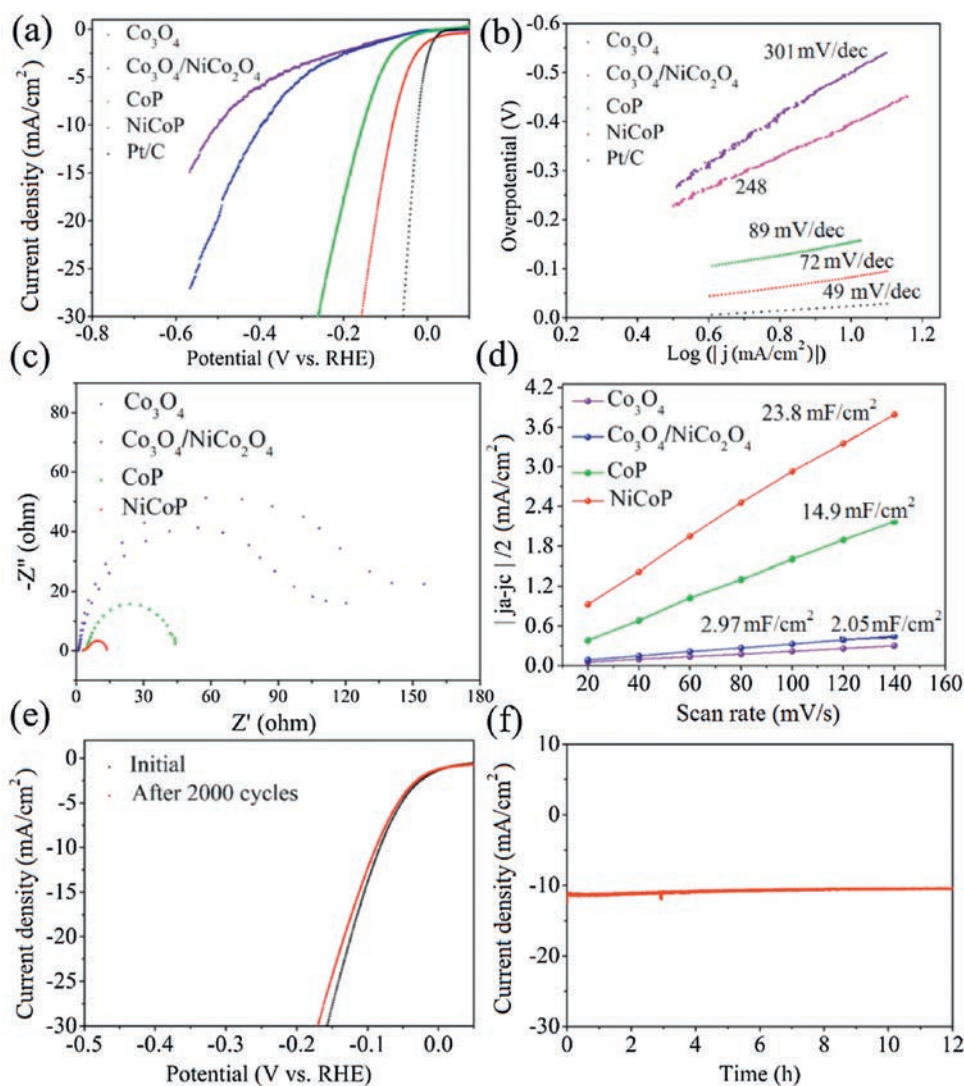 (a)
Co₃O₄
Co₃O₄/NiCo₂O₄
CoP
NiCoP
Pt/C
Current density (mA/cm²)
0
-5
-10
-15
-20
-25
-30
-0.8 -0.6 -0.4 -0.2 0.0
Potential (V vs. RHE)
(b)
Co₃O₄
Co₃O₄/NiCo₂O₄
CoP
NiCoP
Pt/C
301 mV/dec
248
89 mV/dec
72 mV/dec
49 mV/dec
Overpotential (V)
-0.6
-0.5
-0.4
-0.3
-0.2
-0.1
0.0
0.2 0.4 0.6 0.8 1.0 1.2
Log (|j (mA/cm²)|)
(c)
Co₃O₄
Co₃O₄/NiCo₂O₄
CoP
NiCoP
-Z" (ohm)
80
60
40
20
0
0 30 60 90 120 150 180
Z' (ohm)
(d)
Co₃O₄
Co₃O₄/NiCo₂O₄
CoP
NiCoP
23.8 mF/cm²
14.9 mF/cm²
2.97 mF/cm² 2.05 mF/cm²
| ja-jc | /2 (mA/cm²)
4.2
3.6
3.0
2.4
1.8
1.2
0.6
0.0
20 40 60 80 100 120 140 160
Scan rate (mV/s)
(e)
Initial
After 2000 cycles
Current density (mA/cm²)
0
-5
-10
-15
-20
-25
-30
-0.5 -0.4 -0.3 -0.2 -0.1 0.0
Potential (V vs. RHE)
(f)
Current density (mA/cm²)
10
0
-10
-20
-30
0 2 4 6 8 10 12
Time (h)